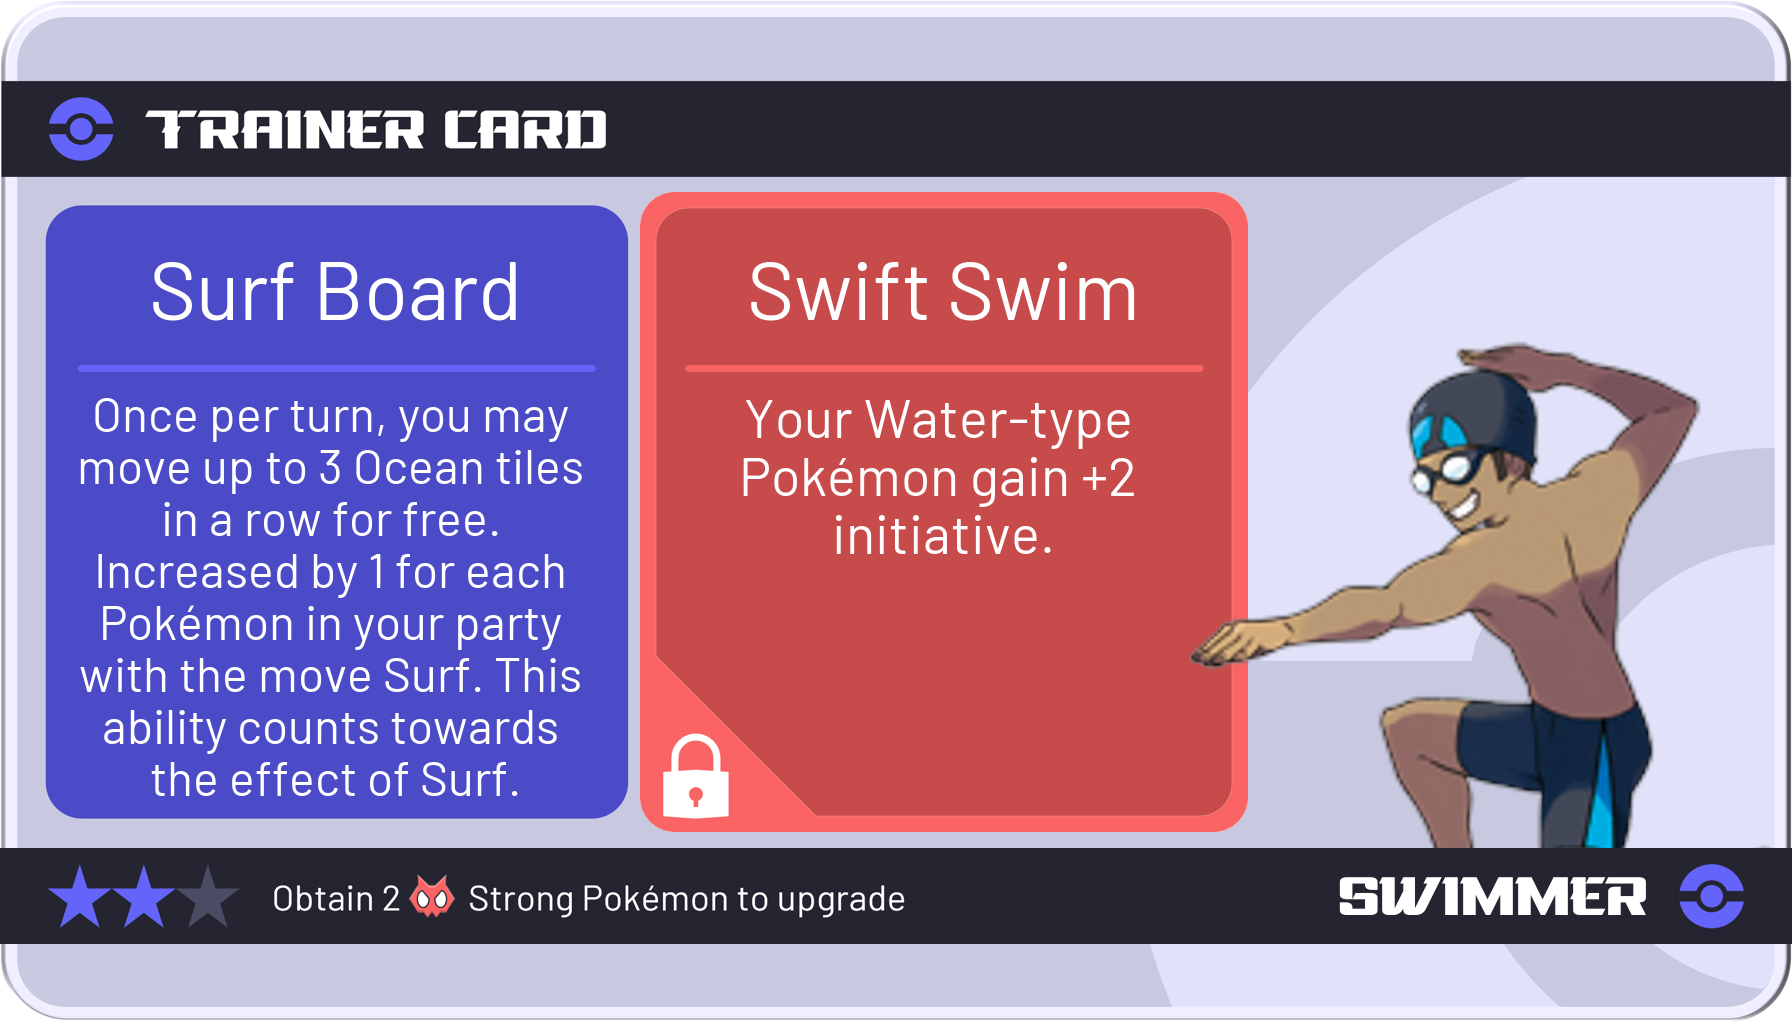 TRAINER CARD
Surf Board
Once per turn, you may
move up to 3 Ocean tiles
in a row for free.
Increased by 1 for each
Pokémon in your party
with the move Surf. This
ability counts towards
the effect of Surf.
Swift Swim
Your Water-type
Pokémon gain +2
initiative.
Obtain 2 Strong Pokémon to upgrade
SWIMMER